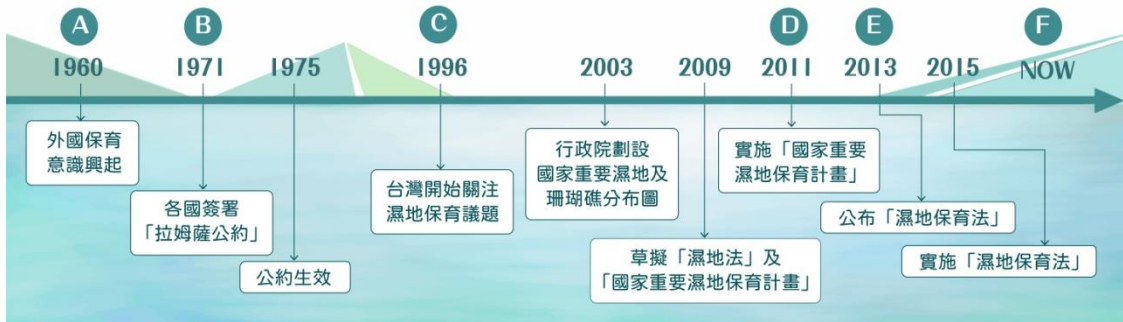 A
B
C
D
E
F
1960
1971
1975
1996
2003
2009
2011
2013
2015
NOW
外國保育
意識興起
各國簽署
「拉姆薩公約」
公約生效
台灣開始關注
濕地保育議題
行政院劃設
國家重要濕地及
珊瑚礁分布圖
草擬「濕地法」及
「國家重要濕地保育計畫」
實施「國家重要
濕地保育計畫」
公布「濕地保育法」
實施「濕地保育法」